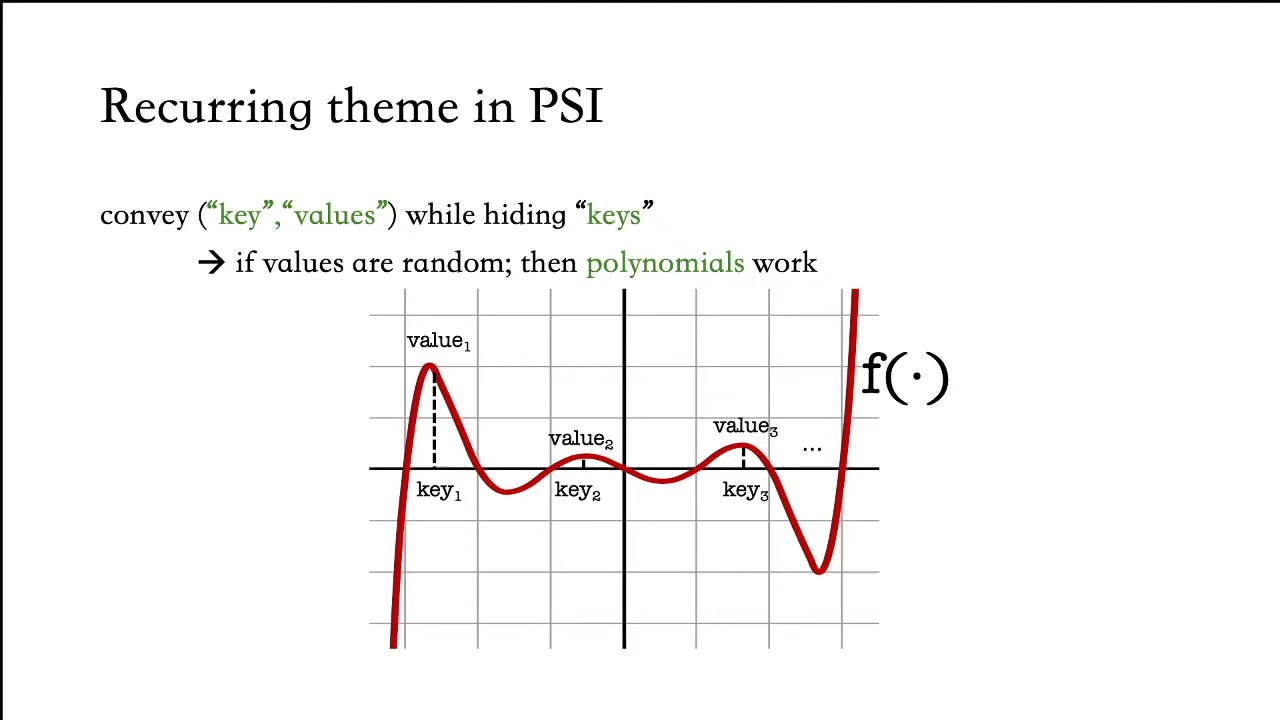 Recurring theme in PSI
convey (“key”,“values”) while hiding “keys”
→ if values are random; then polynomials work
value₁
f(·)
value₂
value₃
...
key₁
key₂
key₃